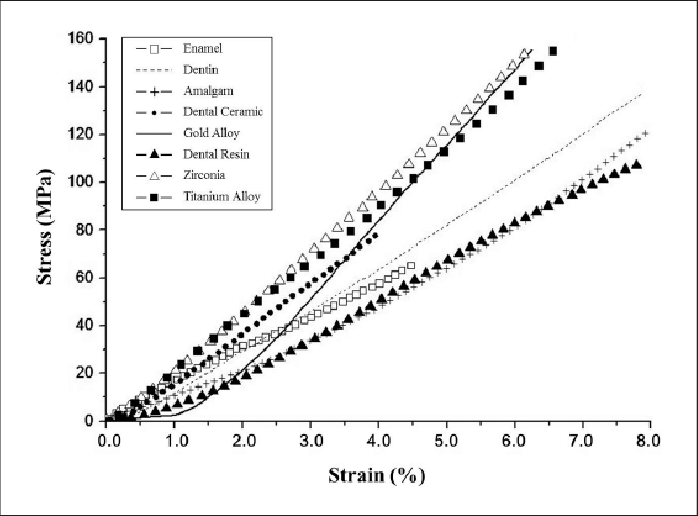 160
140
120
100
80
60
40
20
0
Stress (MPa)
Enamel
Dentin
Amalgam
Dental Ceramic
Gold Alloy
Dental Resin
Zirconia
Titanium Alloy
0.0 1.0 2.0 3.0 4.0 5.0 6.0 7.0 8.0
Strain (%)